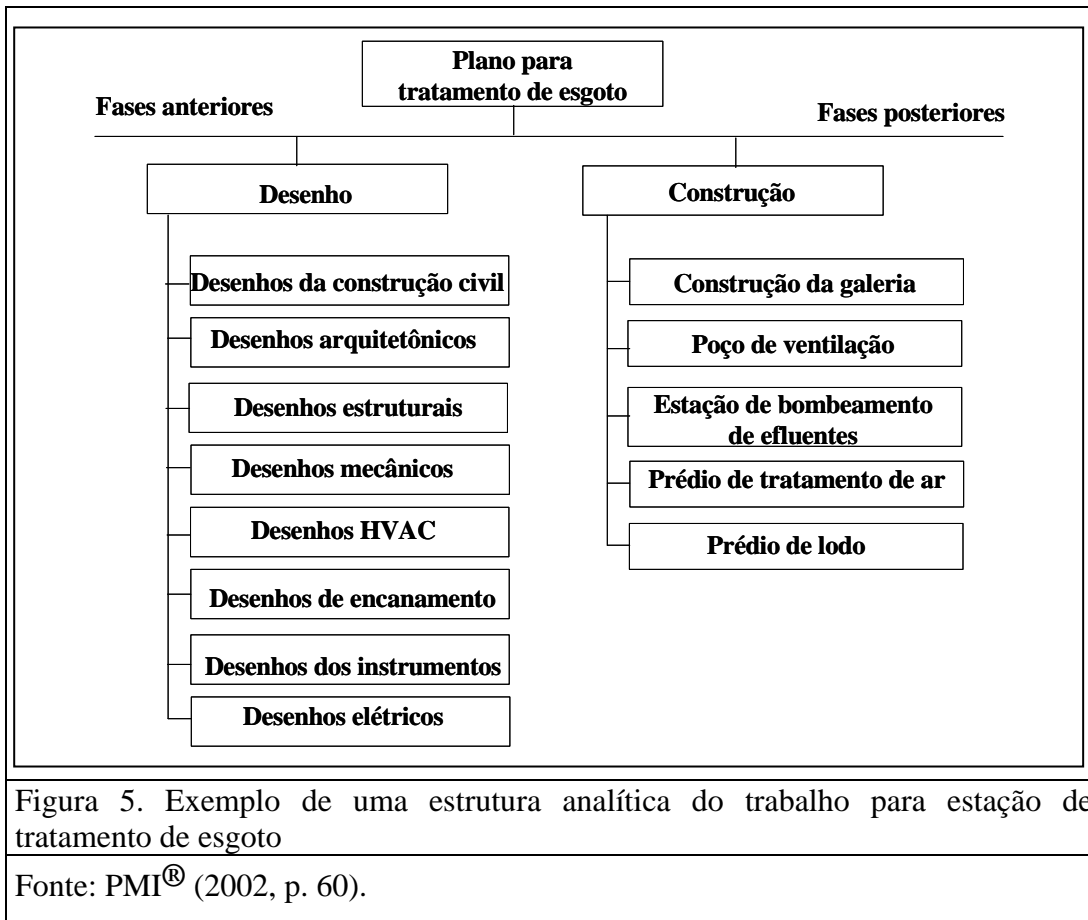 Plano para
tratamento de esgoto
Fases anteriores
Fases posteriores
Desenho
Desenhos da construção civil
Desenhos arquitetônicos
Desenhos estruturais
Desenhos mecânicos
Desenhos HVAC
Desenhos de encanamento
Desenhos dos instrumentos
Desenhos elétricos
Construção
Construção da galeria
Poço de ventilação
Estação de bombeamento
de efluentes
Prédio de tratamento de ar
Prédio de lodo
Figura 5. Exemplo de uma estrutura analítica do trabalho para estação de
tratamento de esgoto
Fonte: PMI® (2002, p. 60).